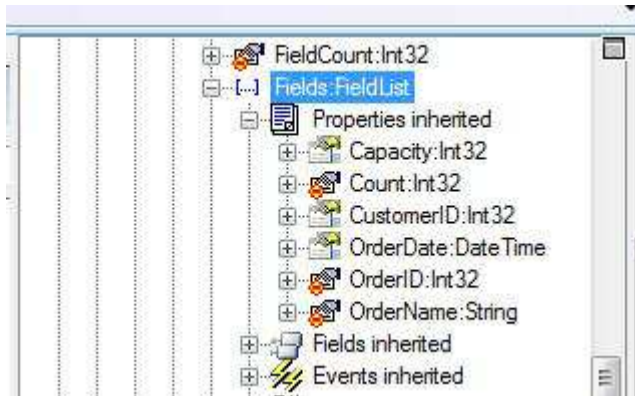 FieldCount:Int32
Fields:FieldList
Properties inherited
Capacity:Int32
Count:Int32
CustomerID:Int32
OrderDate:DateTime
OrderID:Int32
OrderName:String
Fields inherited
Events inherited